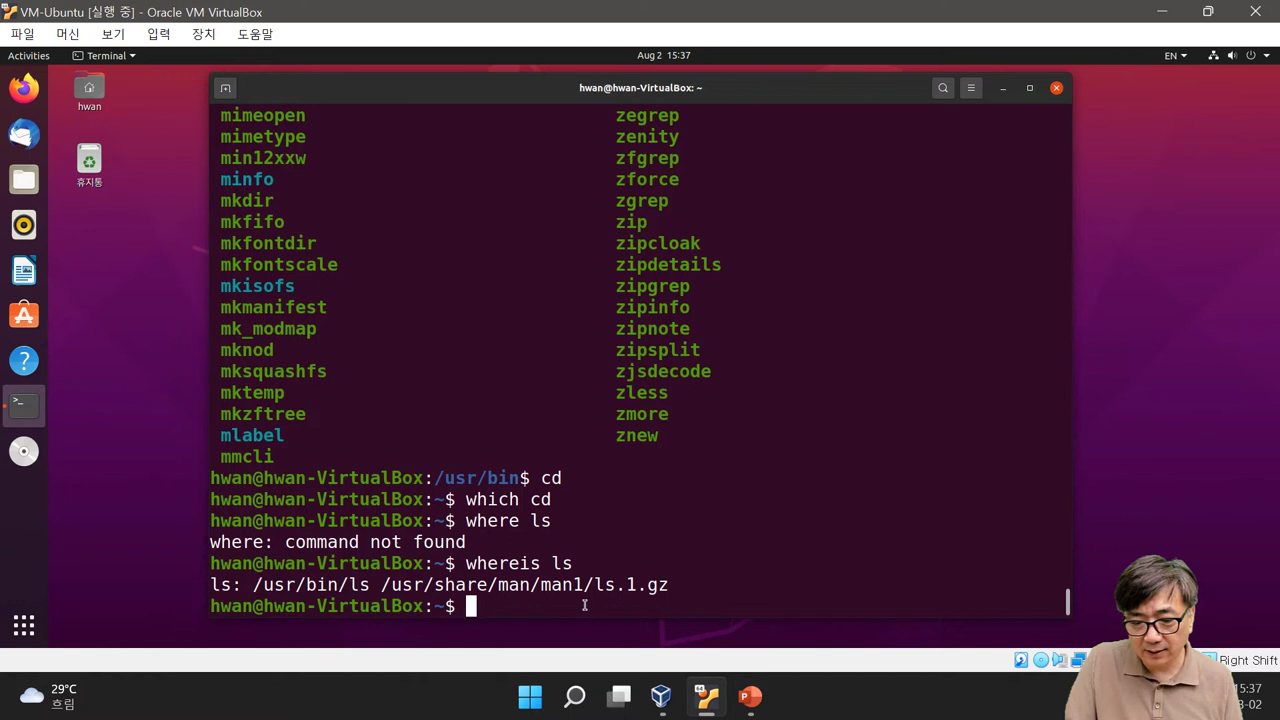 VM-Ubuntu [실행 중] - Oracle VM VirtualBox
파일 머신 보기 입력 장치 도움말
Activities Terminal Aug 2 15:37 EN
hwan@hwan-VirtualBox: ~
hwan
휴지통
mimeopen zegrep
mimetype zenity
min12xxw zfgrep
minfo zforce
mkdir zgrep
mkfifo zip
mkfontdir zipcloak
mkfontscale zipdetails
mkisofs zipgrep
mkmanifest zipinfo
mk_modmap zipnote
mknod zipsplit
mksquashfs zjsdecode
mktemp zless
mkzftree zmore
mlabel znew
mmcli
hwan@hwan-VirtualBox:/usr/bin$ cd
hwan@hwan-VirtualBox:~$ which cd
hwan@hwan-VirtualBox:~$ where ls
where: command not found
hwan@hwan-VirtualBox:~$ whereis ls
ls: /usr/bin/ls /usr/share/man/man1/ls.1.gz
hwan@hwan-VirtualBox:~$
Right Shift
29°C
흐림
15:37
-02